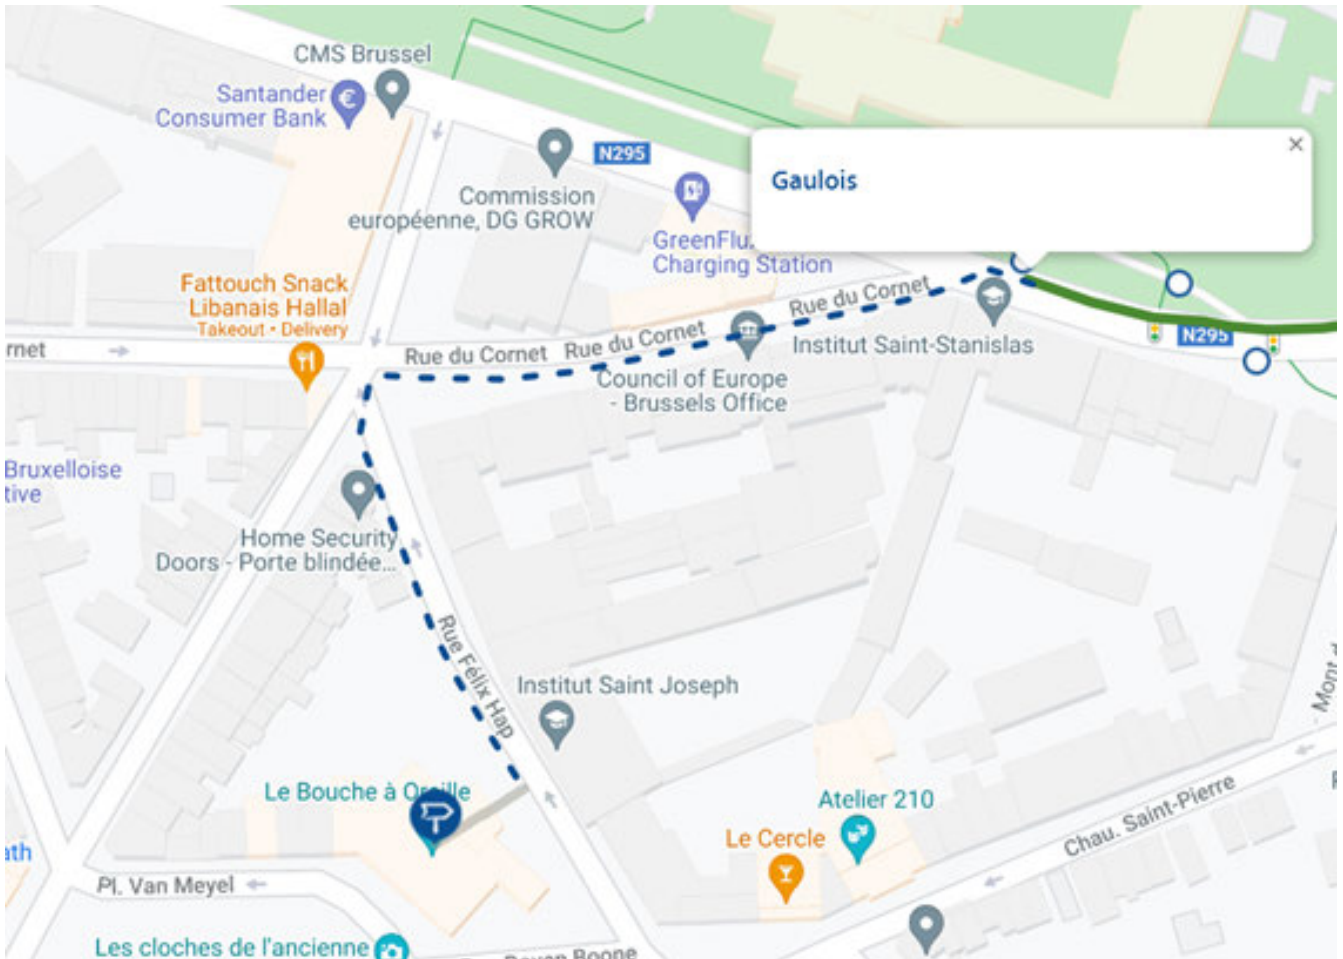 CMS Brussel
Santander
Consumer Bank
N295
Commission
européenne, DG GROW
Gaulois
GreenFlu
Charging Station
Fattouch Snack
Libanais Hallal
Takeout • Delivery
rnet
Rue du Cornet
Rue du Cornet
Rue du Cornet
N295
Institut Saint-Stanislas
Council of Europe
- Brussels Office
Bruxelloise
tive
Home Security
Doors - Porte blindée...
Rue Félix Hap
Institut Saint Joseph
Mont d
Le Bouche à Oreille
Atelier 210
Le Cercle
Chau. Saint-Pierre
ath
Pl. Van Meyel
Les cloches de l'ancienne
Boone